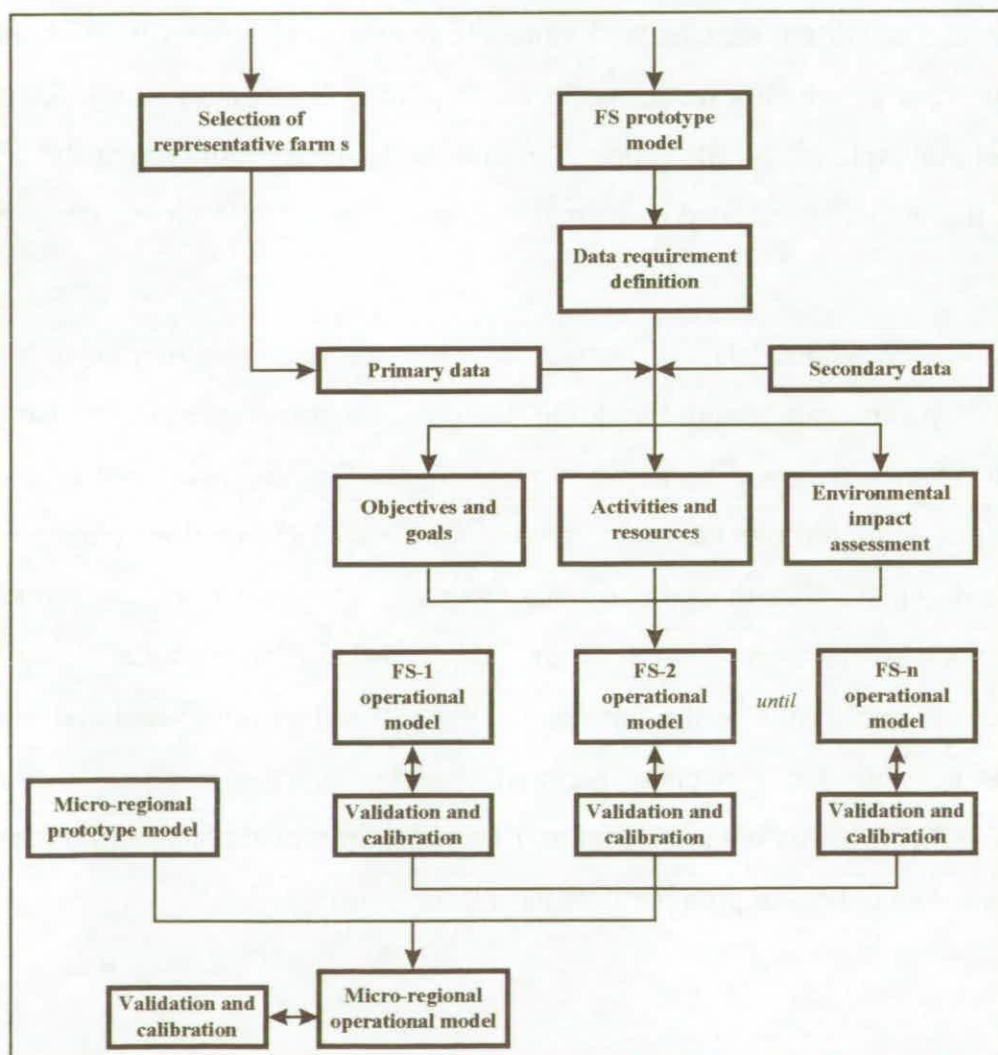 Selection of
representative farm s
FS prototype
model
Data requirement
definition
Primary data
Secondary data
Objectives and
goals
Activities and
resources
Environmental
impact
assessment
FS-1
operational
model
FS-2
operational
model
until
FS-n
operational
model
Micro-regional
prototype model
Validation and
calibration
Validation and
calibration
Validation and
calibration
Validation and
calibration
Micro-regional
operational model